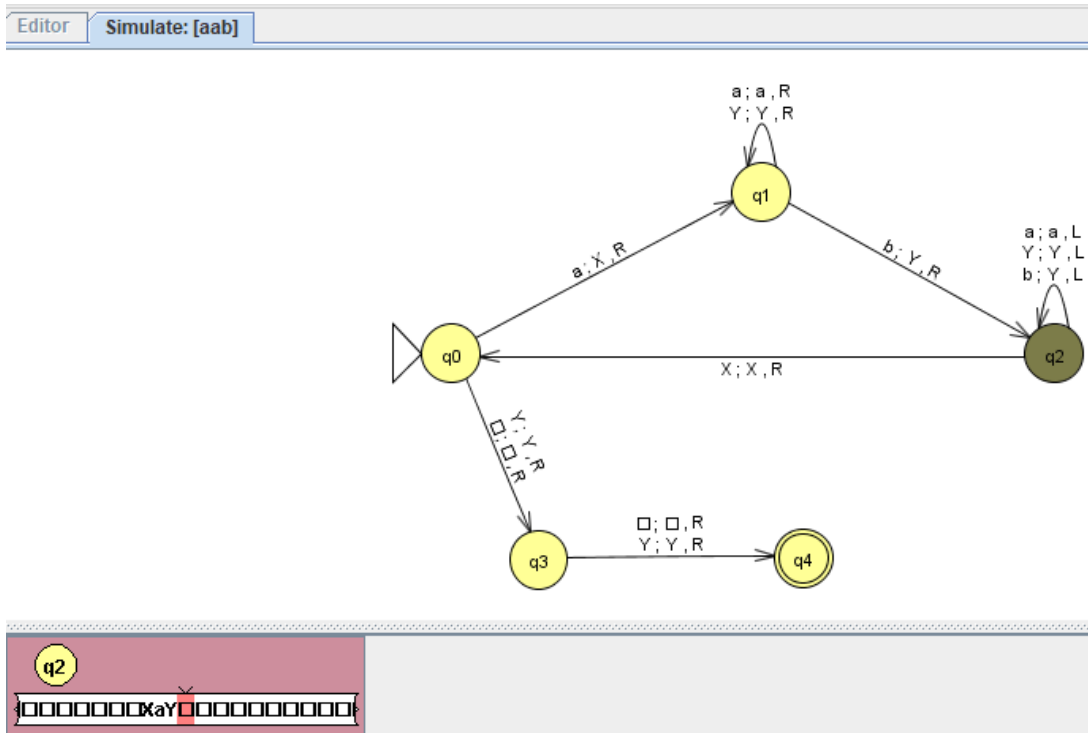 Editor
Simulate: [aab]
a ; a , R
Y ; Y , R
q1
a ; X , R
b ; Y , R
a ; a , L
Y ; Y , L
b ; Y , L
q0
q2
X ; X , R
Y ; Y , R
□ ; □ , R
□ ; □ , R
Y ; Y , R
q3
q4
q2
□□□□□□□XaY□□□□□□□□□□